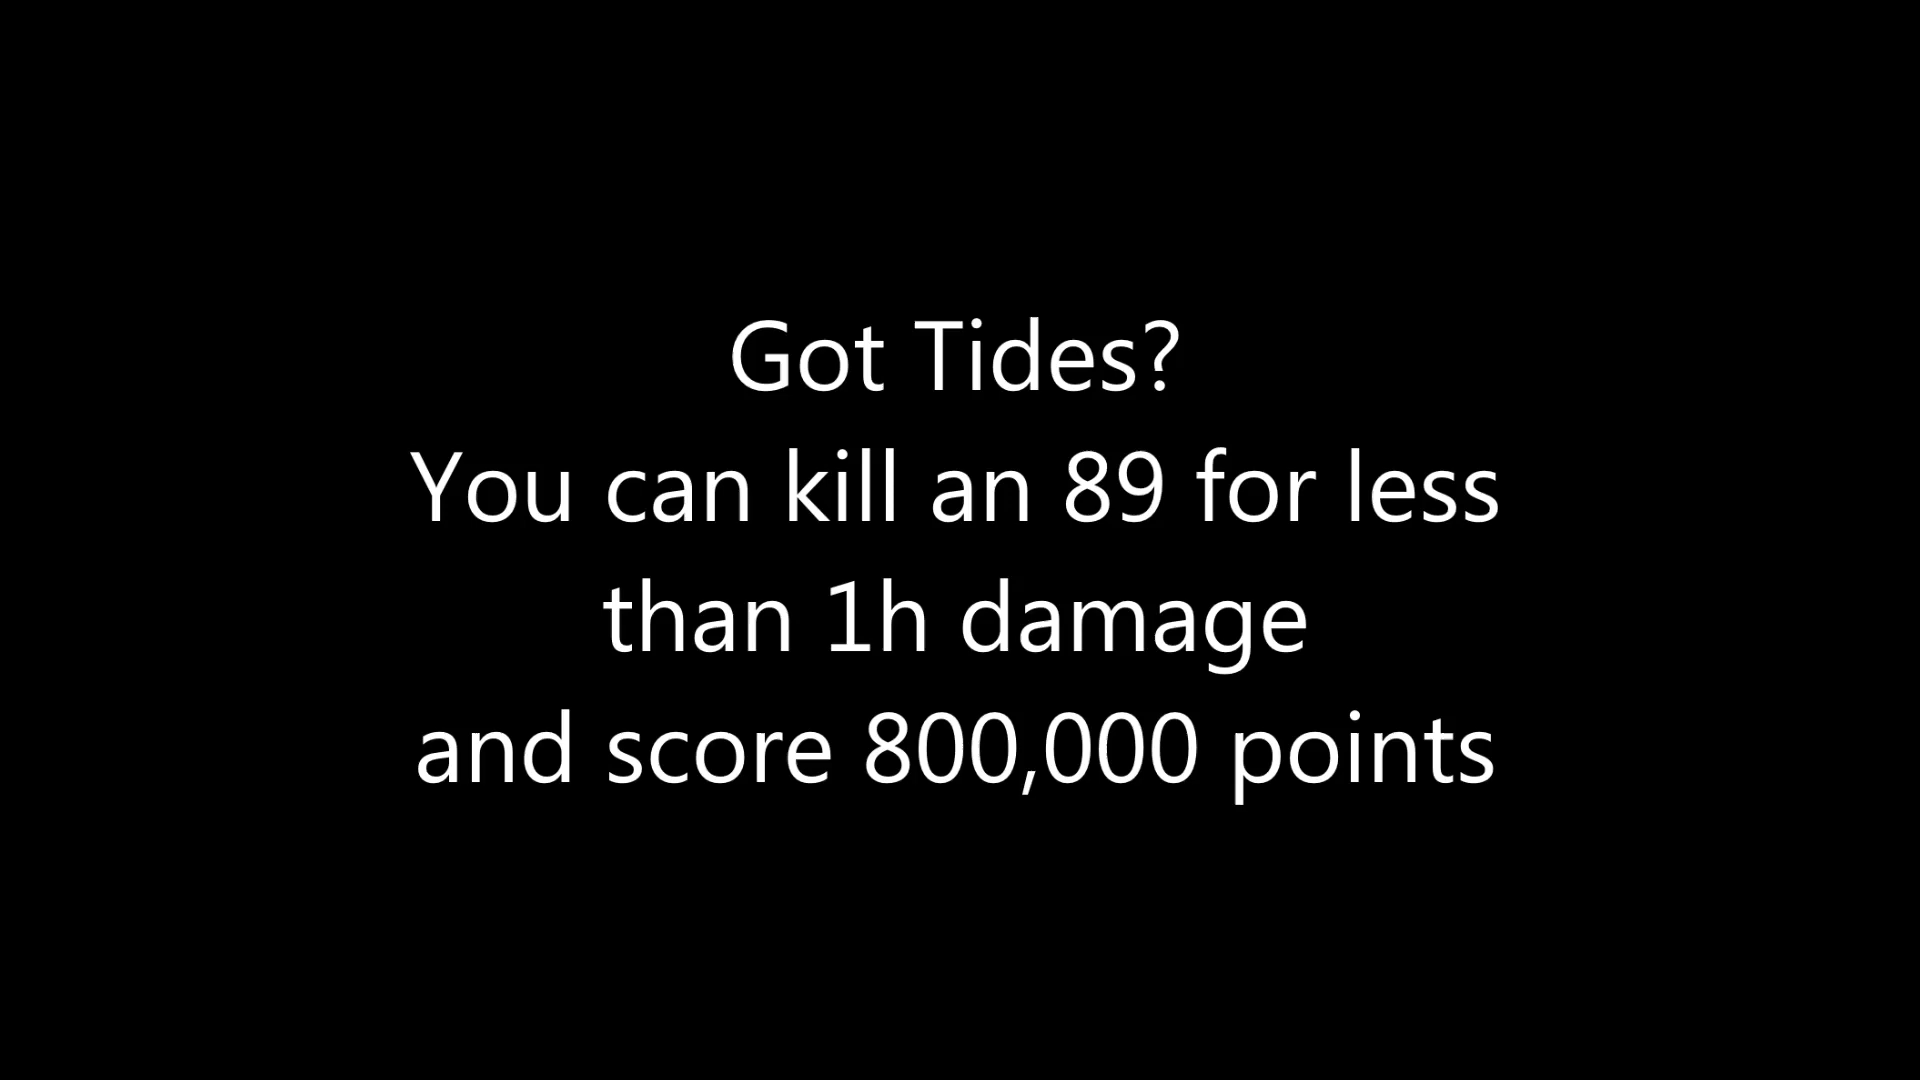 Got Tides?
You can kill an 89 for less
than 1h damage
and score 800,000 points